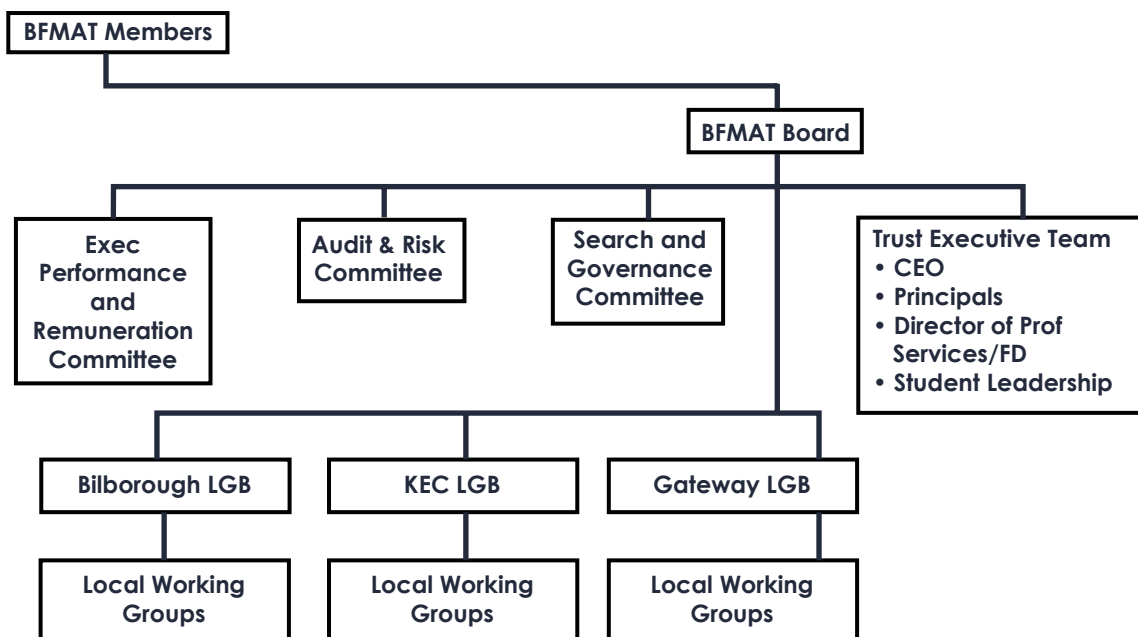 BFMAT Members
BFMAT Board
Exec
Performance
and
Remuneration
Committee
Audit & Risk
Committee
Search and
Governance
Committee
Trust Executive Team
• CEO
• Principals
• Director of Prof
Services/FD
• Student Leadership
Bilborough LGB
KEC LGB
Gateway LGB
Local Working
Groups
Local Working
Groups
Local Working
Groups